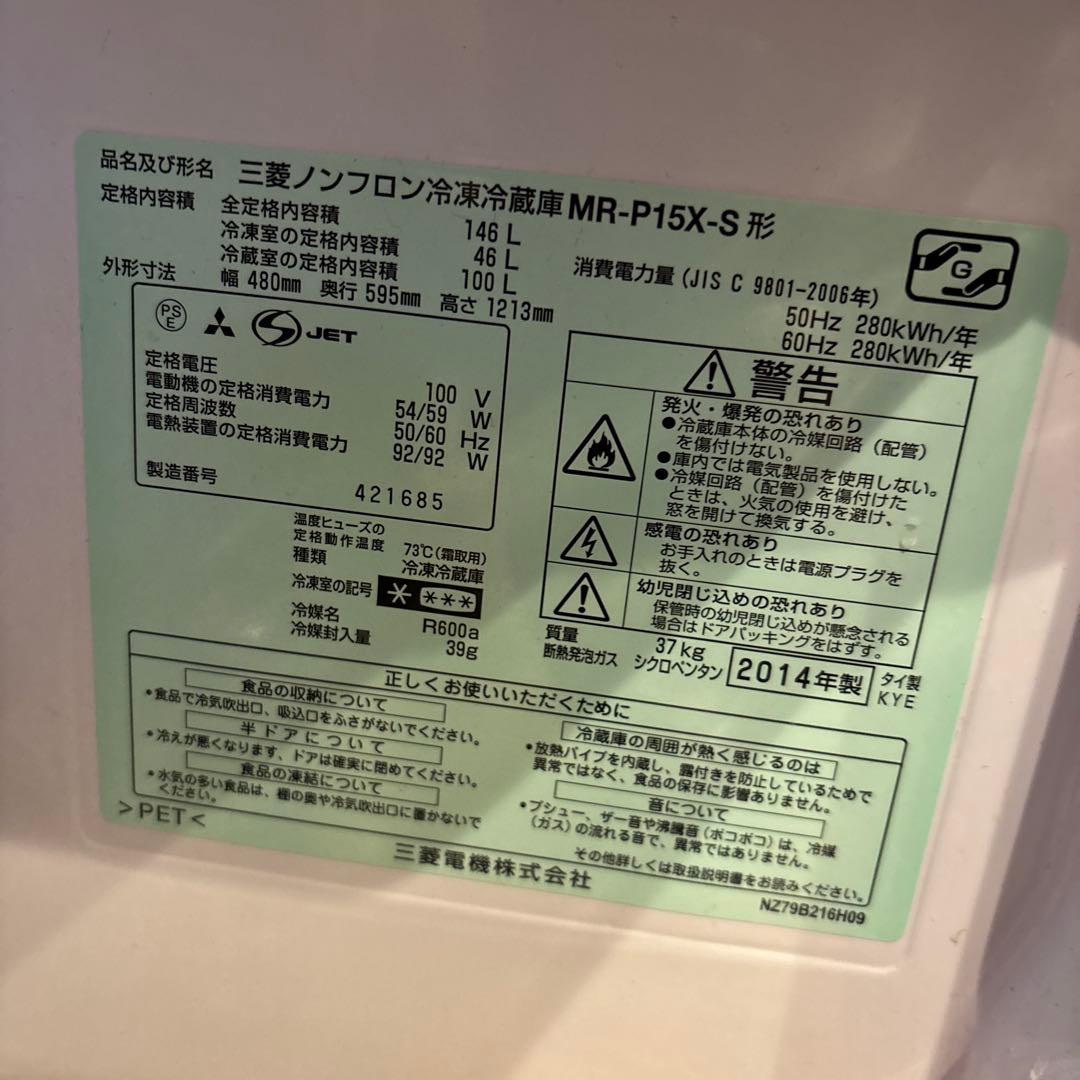 品名及び形名 三菱ノンフロン冷凍冷蔵庫 MR-P15X-S 形
定格内容積 全定格内容積 146 L
冷凍室の定格内容積 46 L
冷蔵室の定格内容積 100 L
外形寸法 幅 480mm 奥行 595mm 高さ 1213mm
消費電力量 (JIS C 9801-2006年)
50Hz 280kWh/年
60Hz 280kWh/年
G
PS
E
S JET
定格電圧 100 V
電動機の定格消費電力 54/59 W
定格周波数 50/60 Hz
電熱装置の定格消費電力 92/92 W
製造番号 421685
温度ヒューズの
定格動作温度 73℃(霜取用)
種類 冷凍冷蔵庫
冷凍室の記号 * ***
冷媒名 R600a
冷媒封入量 39g
警告
発火・爆発の恐れあり
●冷蔵庫本体の冷媒回路(配管)
を傷付けない。
●庫内では電気製品を使用しない。
●冷媒回路(配管)を傷付けた
ときは、火気の使用を避け、
窓を開けて換気する。
感電の恐れあり
お手入れのときは電源プラグを
抜く。
幼児閉じ込めの恐れあり
保管時の幼児閉じ込めが懸念される
場合はドアパッキングをはずす。
質量 37kg
断熱発泡ガス シクロペンタン
2014年製
タイ製
KYE
正しくお使いいただくために
食品の収納について
•食品で冷気吹出口、吸込口をふさがないでください。
半ドアについて
•冷えが悪くなります、ドアは確実に閉めてください。
食品の凍結について
•水気の多い食品は、棚の奥や冷気吹出口に置かないで
ください。
冷蔵庫の周囲が熱く感じるのは
•放熱パイプを内蔵し、露付きを防止しているためで
異常ではなく、食品の保存に影響ありません。
音について
•プシュー、ザー音や沸騰音(ボコボコ)は、冷媒
(ガス)の流れる音で、異常ではありません。
その他詳しくは取扱説明書をお読みください。
>PET<
三菱電機株式会社
NZ79B216H09